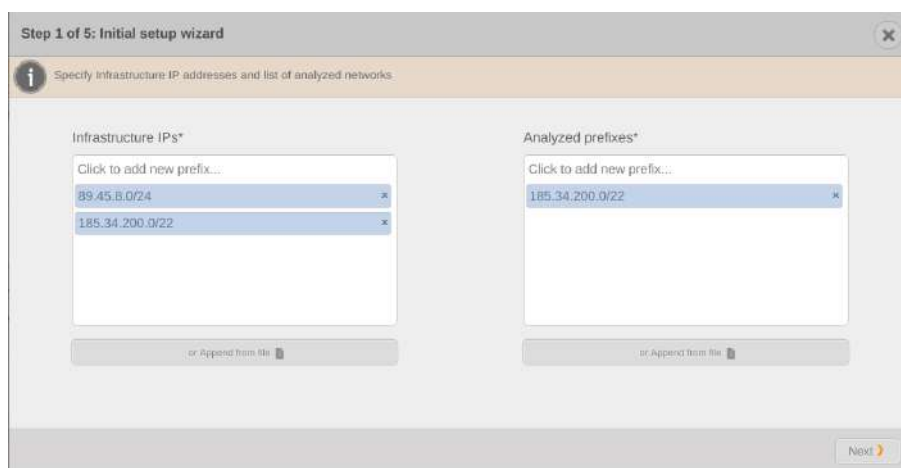 Step 1 of 5: Initial setup wizard
Specify Infrastructure IP addresses and list of analyzed networks
Infrastructure IPs*
Click to add new prefix...
89.45.8.0/24
185.34.200.0/22
or Append from file
Analyzed prefixes*
Click to add new prefix...
185.34.200.0/22
or Append from file
Next